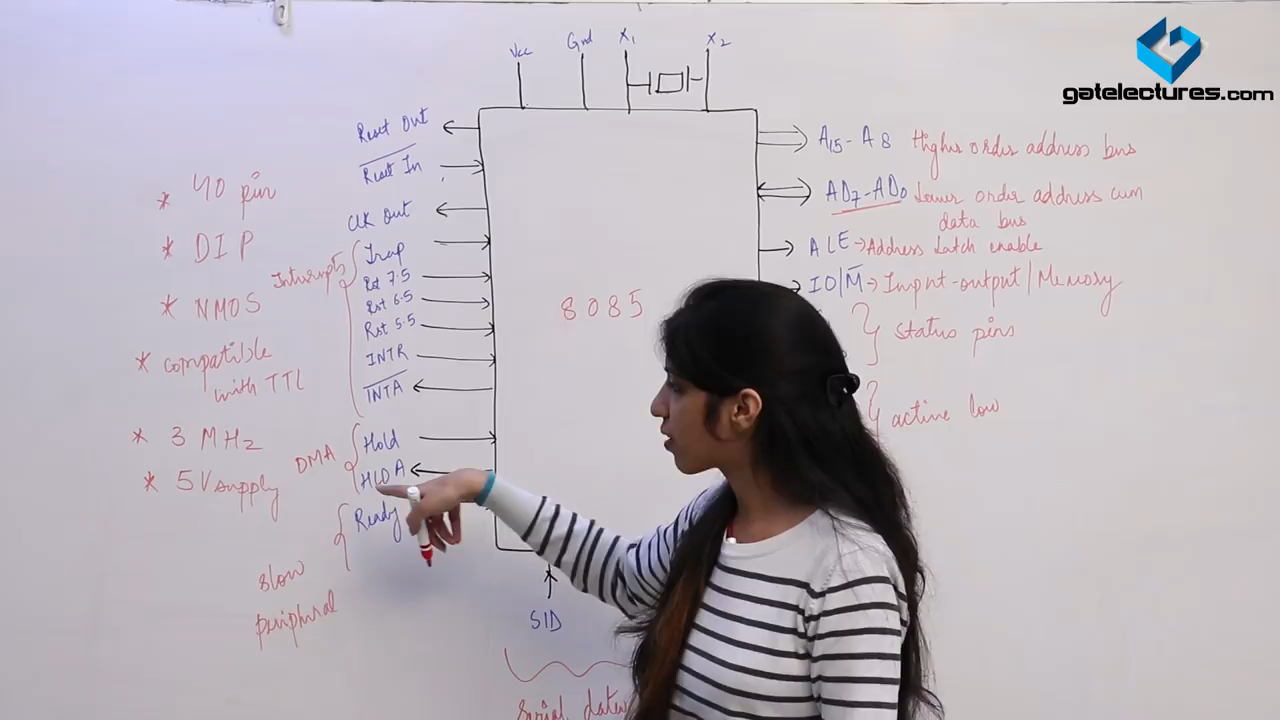 gatelectures.com
Vcc
Gnd
X1
X2
Reset Out
Reset In
CLK Out
Trap
Rst 7.5
Rst 6.5
Rst 5.5
INTR
INTA
Hold
HLDA
Ready
Interrupts
DMA
slow
peripheral
* 40 pin
* DIP
* NMOS
* compatible
with TTL
* 3 MHz
* 5V supply
8085
A15 - A8 Higher order address bus
AD7-AD0 Lower order address cum
data bus
ALE → Address Latch enable
IO/M → Input-output/Memory
status pins
active low
SID
Serial